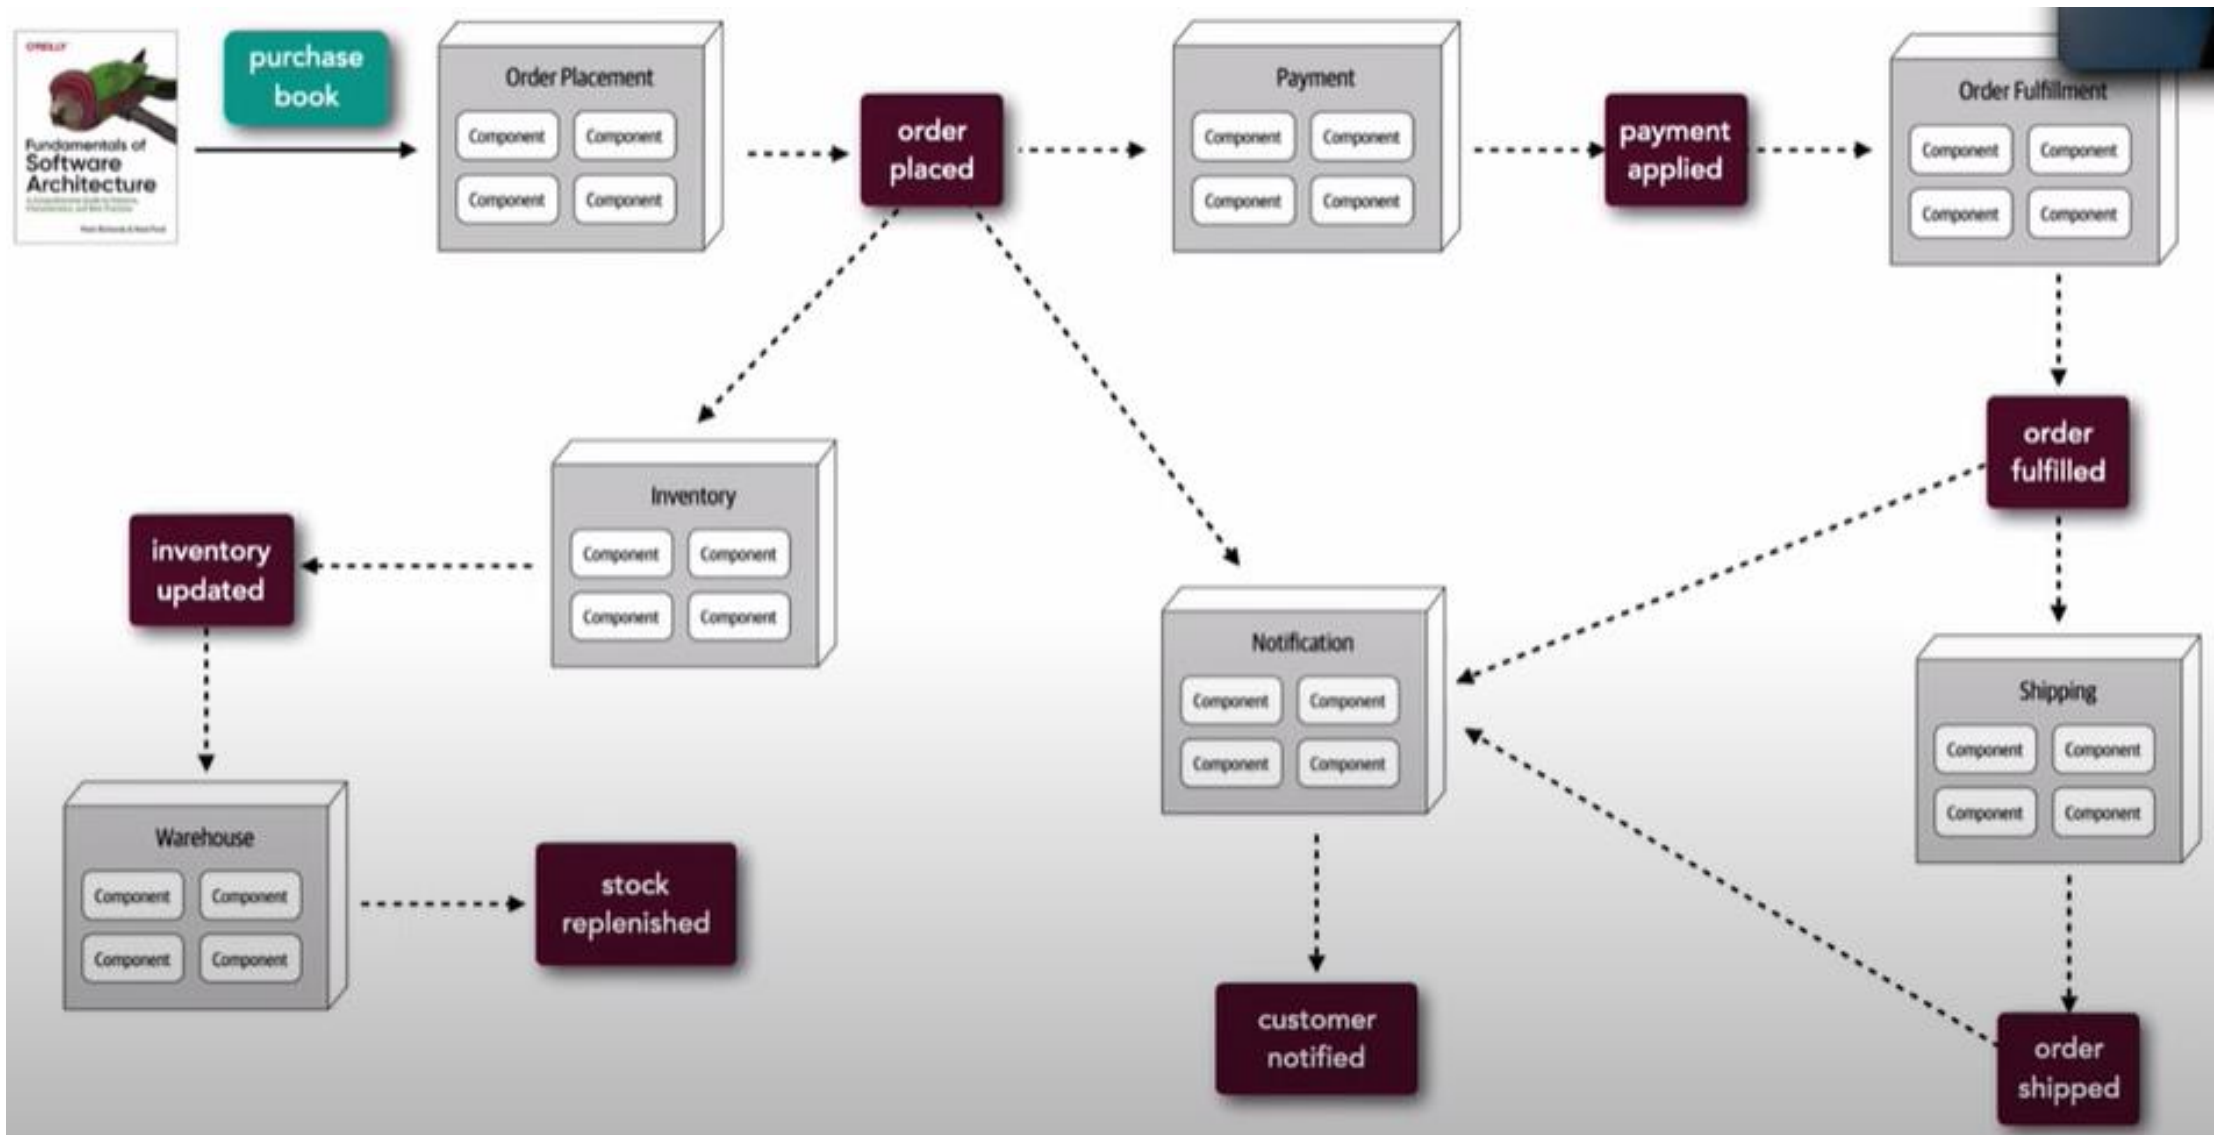 O'REILLY
Fundamentals of
Software
Architecture
purchase
book
Order Placement
Component Component
Component Component
order
placed
Payment
Component Component
Component Component
payment
applied
Order Fulfillment
Component Component
Component Component
order
fulfilled
Inventory
Component Component
Component Component
inventory
updated
Notification
Component Component
Component Component
Shipping
Component Component
Component Component
Warehouse
Component Component
Component Component
stock
replenished
customer
notified
order
shipped